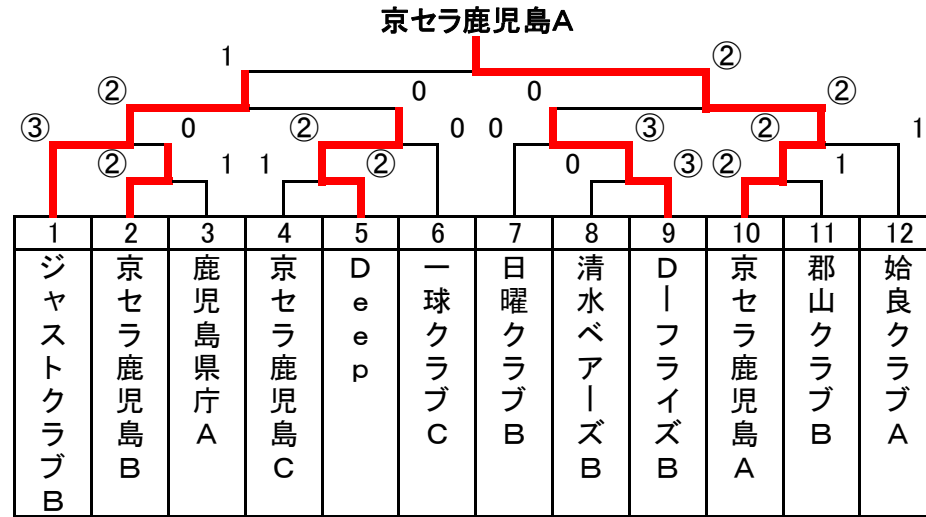 京セラ鹿児島A
1 ②
② 0 0 ②
③ 0 ② 0 0 ③ ② 1
② 1 1 ② 0 ③ ② 1
1 2 3 4 5 6 7 8 9 10 11 12
ジャストクラブB
京セラ鹿児島B
鹿児島県庁A
京セラ鹿児島C
Deep
一球クラブC
日曜クラブB
清水ベアーズB
DーフライズB
京セラ鹿児島A
郡山クラブB
姶良クラブA